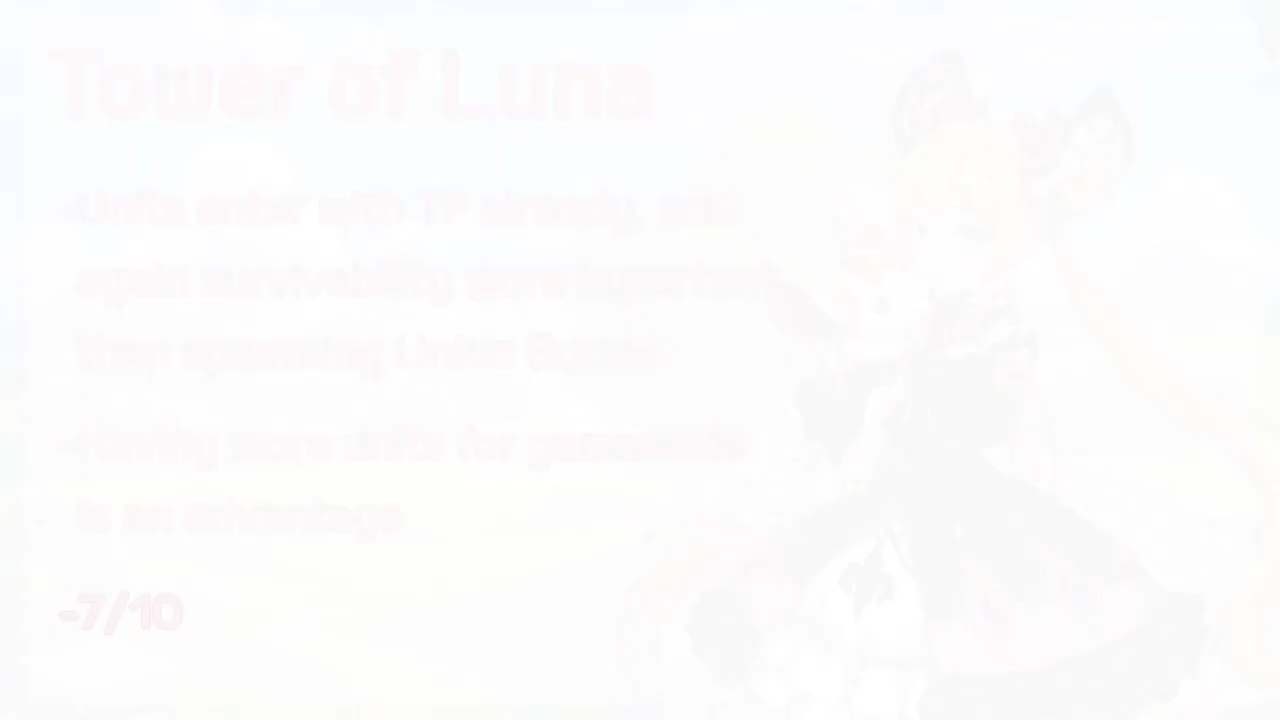 Tower of Luna
-Units enter with TP already, and
again survivability more important
than spamming Union Bursts
-Having more units for gamemode
is an advantage
-7/10